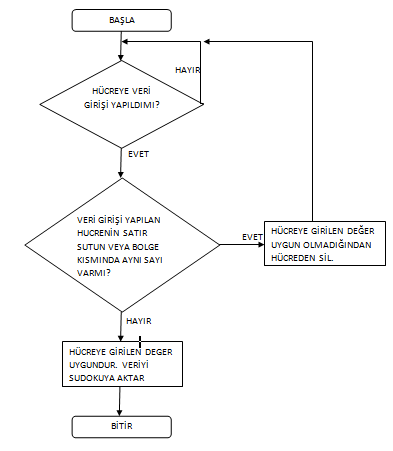 BAŞLA
HAYIR
HÜCREYE VERİ
GİRİŞİ YAPILDIMI?
EVET
VERİ GİRİŞİ YAPILAN
HUCRENİN SATIR
SUTUN VEYA BOLGE
KISMINDA AYNI SAYI
VARMI?
EVET
HÜCREYE GİRİLEN DEĞER
UYGUN OLMADIĞINDAN
HÜCREDEN SİL.
HAYIR
HÜCREYE GİRİLEN DEGER
UYGUNDUR. VERİYİ
SUDOKUYA AKTAR
BİTİR